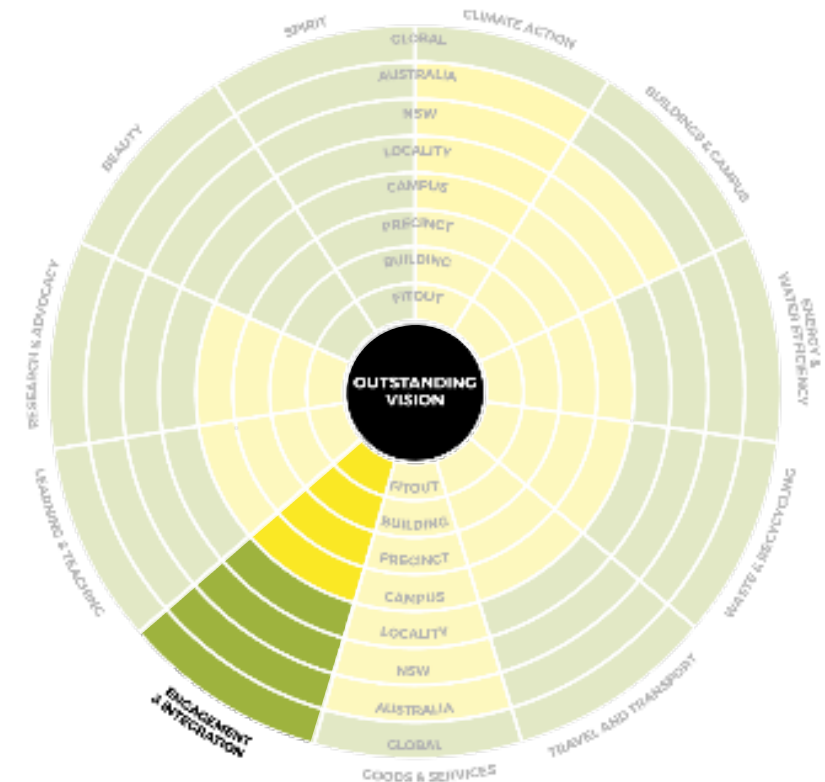 SPIRIT
CLIMATE ACTION
BUILDINGS & CAMPUS
ENERGY &
WATER EFFICIENCY
WASTE & RECYCYCLING
TRAVEL AND TRANSPORT
GOODS & SERVICES
ENGAGEMENT
& INTEGRATION
LEARNING & TEACHING
RESEARCH & ADVOCACY
BEAUTY
GLOBAL
AUSTRALIA
NSW
LOCALITY
CAMPUS
PRECINCT
BUILDING
FITOUT
OUTSTANDING
VISION
FITOUT
BUILDING
PRECINCT
CAMPUS
LOCALITY
NSW
AUSTRALIA
GLOBAL